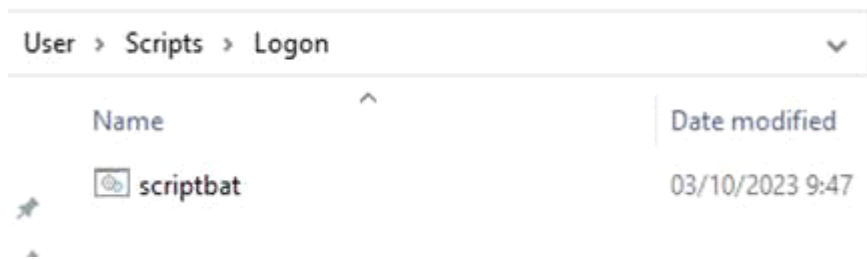 User > Scripts > Logon
Name Date modified
scriptbat 03/10/2023 9:47